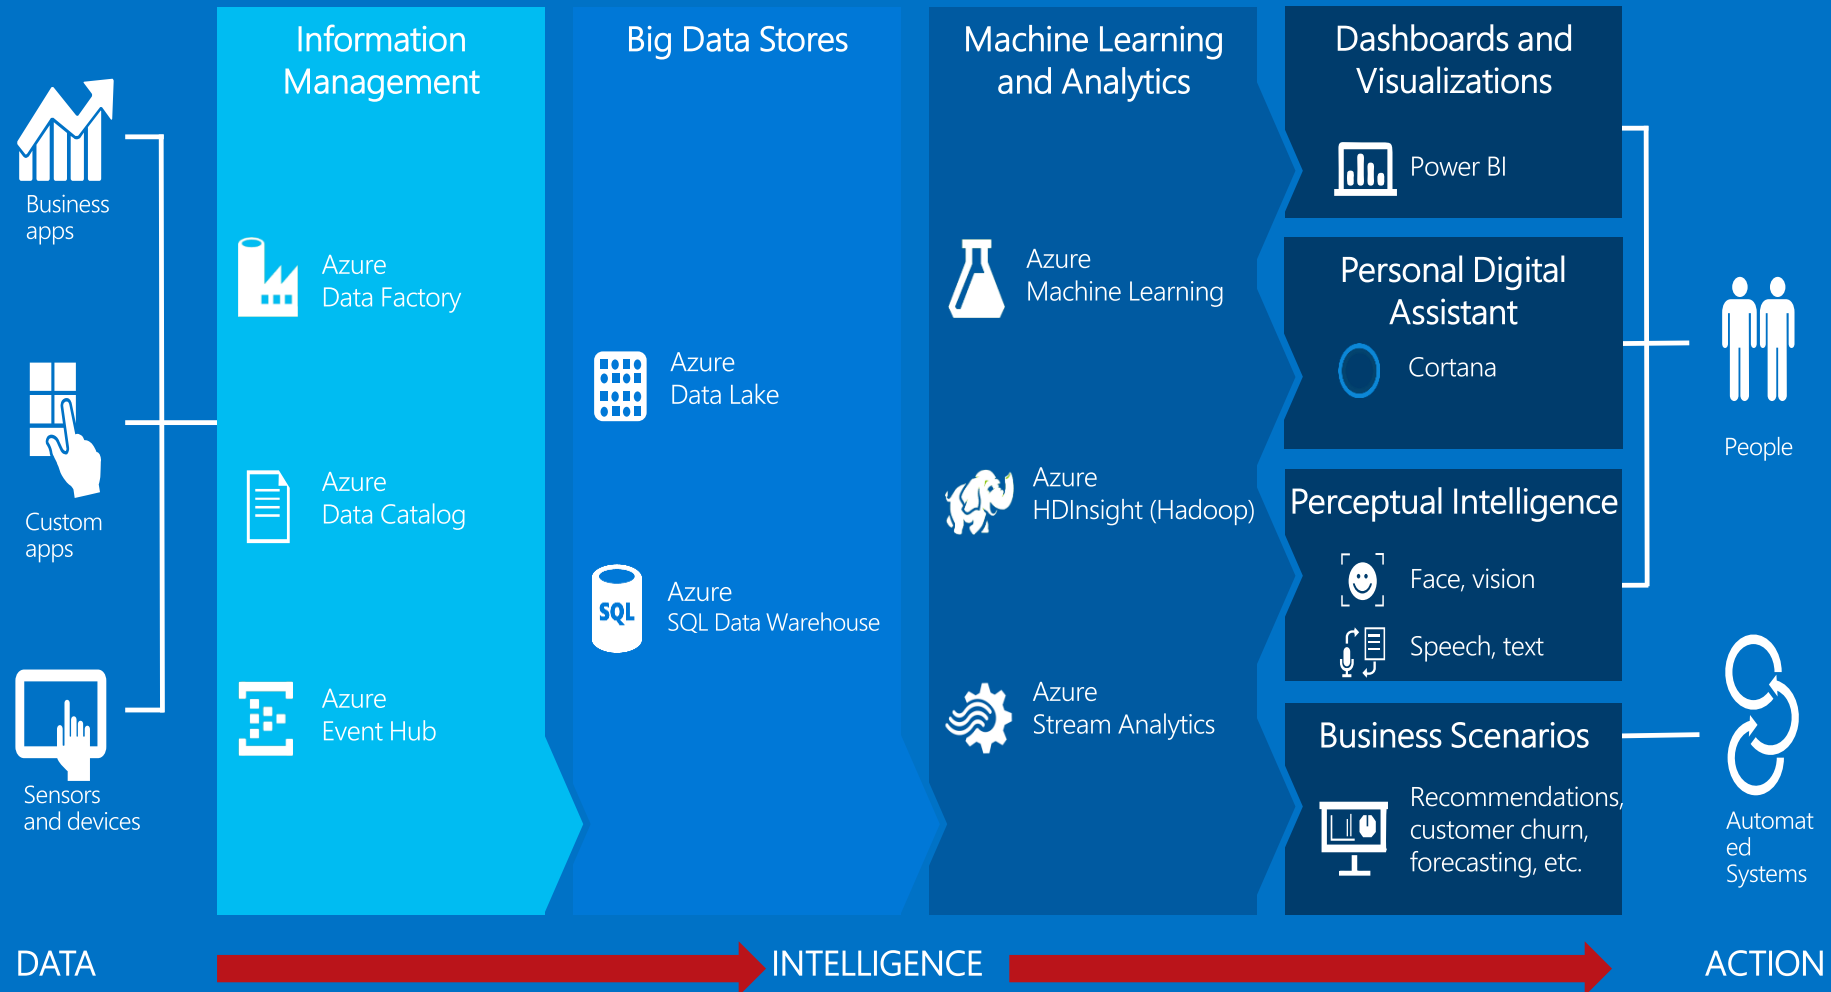 Business
apps
Custom
apps
Sensors
and devices
Information
Management
Azure
Data Factory
Azure
Data Catalog
Azure
Event Hub
Big Data Stores
Azure
Data Lake
SQL
Azure
SQL Data Warehouse
Machine Learning
and Analytics
Azure
Machine Learning
Azure
HDInsight (Hadoop)
Azure
Stream Analytics
Dashboards and
Visualizations
Power BI
Personal Digital
Assistant
Cortana
Perceptual Intelligence
Face, vision
Speech, text
Business Scenarios
Recommendations,
customer churn,
forecasting, etc.
People
Automat
ed
Systems
DATA
INTELLIGENCE
ACTION